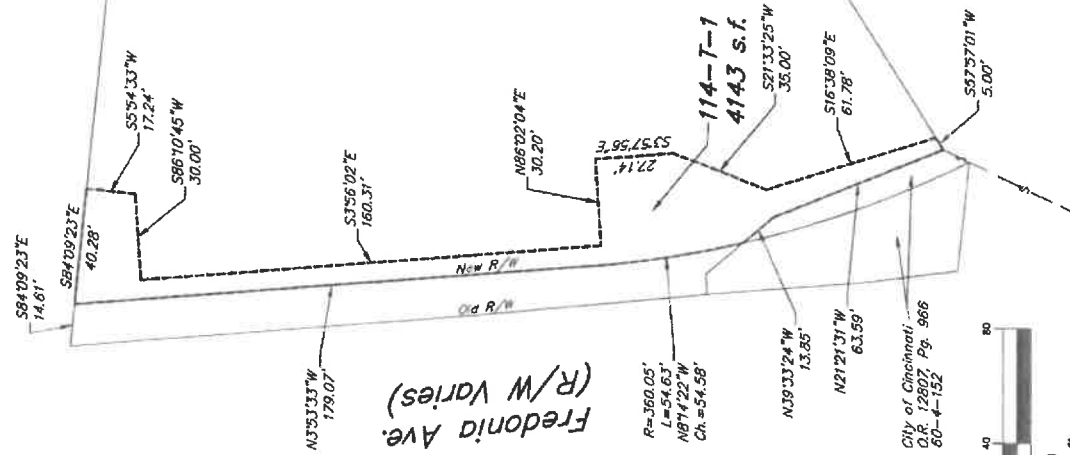 S84°09'23"E
14.61'
S84°09'23"E
40.28'
S5°54'33"W
17.24'
S86°10'45"W
30.00'
S3°56'02"E
160.31'
N86°02'04"E
30.20'
S3°57'56"E
27.14'
114-T-1
4143 s.f.
S21°33'25"W
35.00'
S16°38'09"E
61.78'
S57°57'01"W
5.00'
New R/W
Old R/W
N3°53'33"W
179.07'
Fredonia Ave.
(R/W Varies)
R=360.05'
L=54.63'
N8°14'22"W
Ch.=54.58'
N39°33'24"W
13.85'
N21°21'31"W
63.59'
City of Cincinnati
O.R. 12807, Pg. 966
60-4-152
40
80